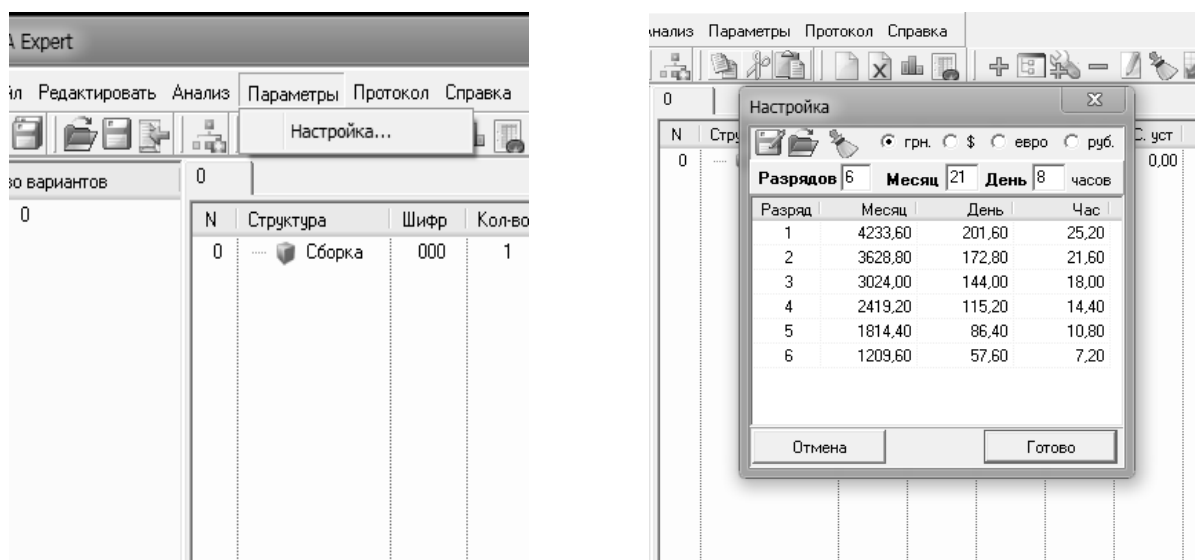 A Expert
йл Редактировать Анализ Параметры Протокол Справка
Настройка...
во вариантов
0
0
N Структура Шифр Кол-во
0 Сборка 000 1
Анализ Параметры Протокол Справка
0
N Стру С. уст
0 0,00
Настройка
грн. $ евро руб.
Разрядов 6 Месяц 21 День 8 часов
Разряд Месяц День Час
1 4233,60 201,60 25,20
2 3628,80 172,80 21,60
3 3024,00 144,00 18,00
4 2419,20 115,20 14,40
5 1814,40 86,40 10,80
6 1209,60 57,60 7,20
Отмена Готово